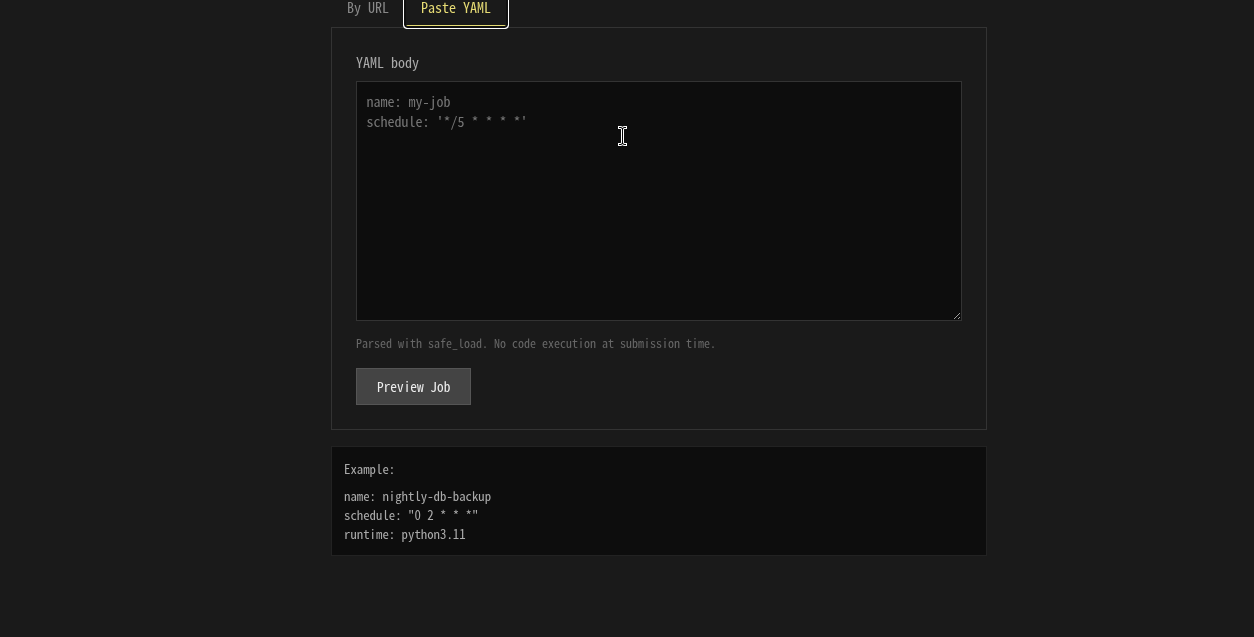 By URL
Paste YAML
YAML body
name: my-job
schedule: '*/5 * * * *'
Parsed with safe_load. No code execution at submission time.
Preview Job
Example:
name: nightly-db-backup
schedule: "0 2 * * *"
runtime: python3.11